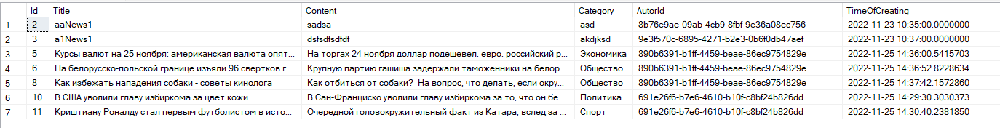 Id Title Content Category AutorId TimeOfCreating
1 2 aaNews1 sadsa asd 8b76e9ae-09ab-4cb9-8fbf-9e36a08ec756 2022-11-23 10:35:00.0000000
2 3 a1News1 dsfsdfsdfdf akdjksd 9e3f570c-6895-4271-b2e3-0b6f0db47aef 2022-11-23 10:37:00.0000000
3 5 Курсы валют на 25 ноября: американская валюта опят... На торгах 24 ноября доллар подешевел, евро, российский р... Экономика 890b6391-b1ff-4459-beae-86ec9754829e 2022-11-25 14:36:00.5415703
4 6 На белорусско-польской границе изъяли 96 свертков г... Крупную партию гашиша задержали таможенники на белор... Общество 890b6391-b1ff-4459-beae-86ec9754829e 2022-11-25 14:36:52.8228634
5 8 Как избежать нападения собаки - советы кинолога Как отбиться от собаки? На вопрос, что делать, если окру... Общество 890b6391-b1ff-4459-beae-86ec9754829e 2022-11-25 14:37:42.1572860
6 10 В США уволили главу избиркома за цвет кожи В Сан-Франциско уволили главу избиркома за то, что он бе... Политика 691e26f6-b7e6-4610-b10f-c8bf24b826dd 2022-11-25 14:29:30.3030373
7 11 Криштиану Роналду стал первым футболистом в исто... Очередной головокружительный факт из Катара, вслед за ... Спорт 691e26f6-b7e6-4610-b10f-c8bf24b826dd 2022-11-25 14:30:40.2381850